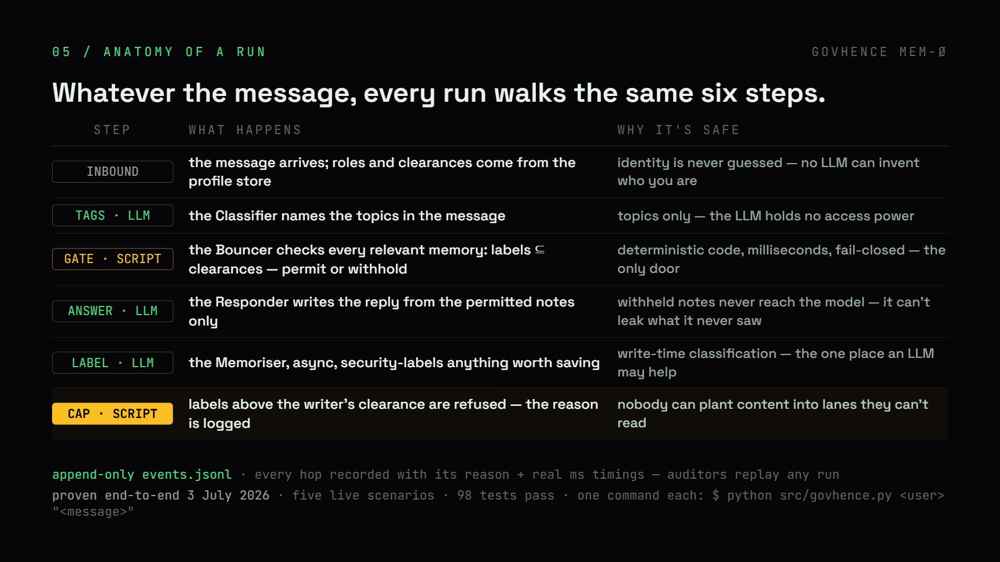 05 / ANATOMY OF A RUN
GOVHENCE MEM-Ø
Whatever the message, every run walks the same six steps.
STEP
WHAT HAPPENS
WHY IT'S SAFE
INBOUND
the message arrives; roles and clearances come from the
profile store
identity is never guessed — no LLM can invent
who you are
TAGS · LLM
the Classifier names the topics in the message
topics only — the LLM holds no access power
GATE · SCRIPT
the Bouncer checks every relevant memory: labels ⊆
clearances — permit or withhold
deterministic code, milliseconds, fail-closed — the
only door
ANSWER · LLM
the Responder writes the reply from the permitted notes
only
withheld notes never reach the model — it can’t
leak what it never saw
LABEL · LLM
the Memoriser, async, security-labels anything worth saving
write-time classification — the one place an LLM
may help
CAP · SCRIPT
labels above the writer’s clearance are refused — the reason
is logged
nobody can plant content into lanes they can’t
read
append-only events.jsonl · every hop recorded with its reason + real ms timings — auditors replay any run
proven end-to-end 3 July 2026 · five live scenarios · 98 tests pass · one command each: $ python src/govhence.py <user>
"<message>"